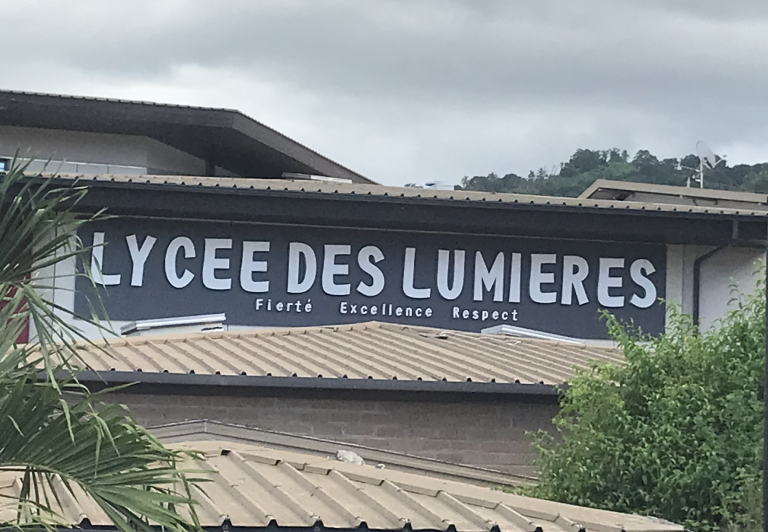 LYCEE DES LUMIERES
Fierté Excellence Respect